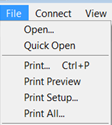 File Connect View
Open...
Quick Open
Print... Ctrl+P
Print Preview
Print Setup...
Print All...